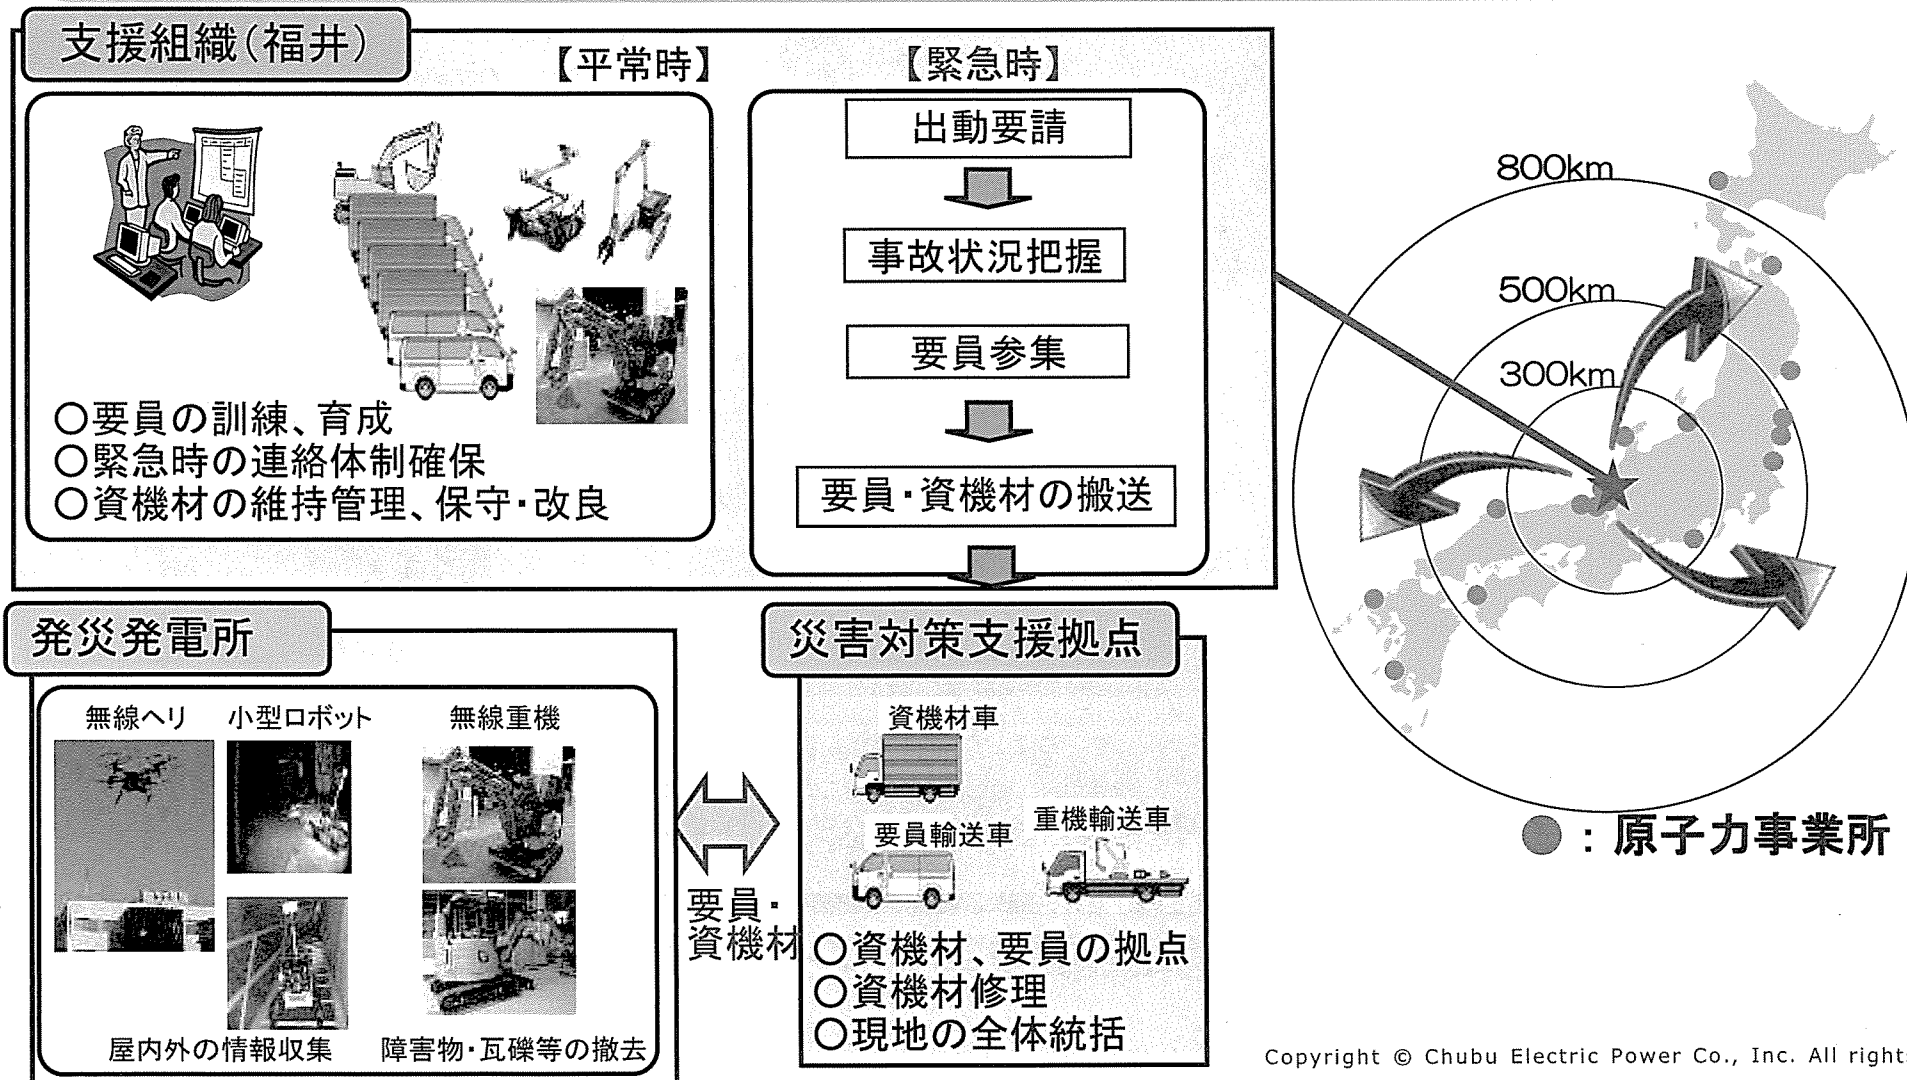 支援組織(福井)
【平常時】
【緊急時】
○要員の訓練、育成
○緊急時の連絡体制確保
○資機材の維持管理、保守・改良
出動要請
事故状況把握
要員参集
要員・資機材の搬送
800km
500km
300km
●：原子力事業所
発災発電所
無線ヘリ
小型ロボット
無線重機
屋内外の情報収集
障害物・瓦礫等の撤去
要員・
資機材
災害対策支援拠点
資機材車
要員輸送車
重機輸送車
○資機材、要員の拠点
○資機材修理
○現地の全体統括
Copyright © Chubu Electric Power Co., Inc. All right